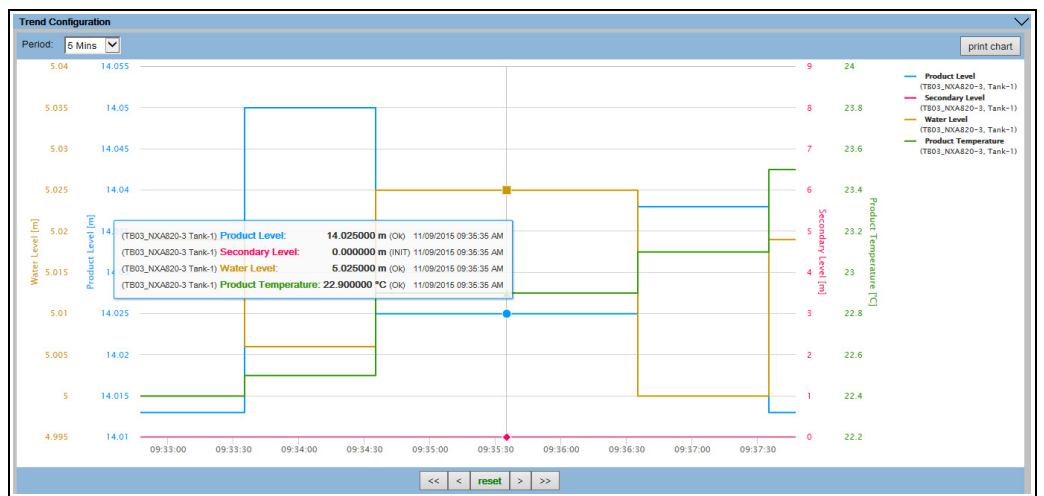 Trend Configuration
Period: 5 Mins print chart
5.04 14.055 9 24
5.035 14.05 8 23.8
5.03 14.045 7 23.6
5.025 14.04 6 23.4
5.02 5 23.2
5.015 4 23
5.01 14.025 3 22.8
5.005 14.02 2 22.6
5 14.015 1 22.4
4.995 14.01 0 22.2
Water Level [m]
Product Level [m]
Secondary Level [m]
Product Temperature [°C]
Product Level
(TB03_NXA820-3, Tank-1)
Secondary Level
(TB03_NXA820-3, Tank-1)
Water Level
(TB03_NXA820-3, Tank-1)
Product Temperature
(TB03_NXA820-3, Tank-1)
(TB03_NXA820-3 Tank-1) Product Level: 14.025000 m (Ok) 11/09/2015 09:35:35 AM
(TB03_NXA820-3 Tank-1) Secondary Level: 0.000000 m (INIT) 11/09/2015 09:35:35 AM
(TB03_NXA820-3 Tank-1) Water Level: 5.025000 m (Ok) 11/09/2015 09:35:35 AM
(TB03_NXA820-3 Tank-1) Product Temperature: 22.900000 °C (Ok) 11/09/2015 09:35:35 AM
09:33:00 09:33:30 09:34:00 09:34:30 09:35:00 09:35:30 09:36:00 09:36:30 09:37:00 09:37:30
<< < reset > >>